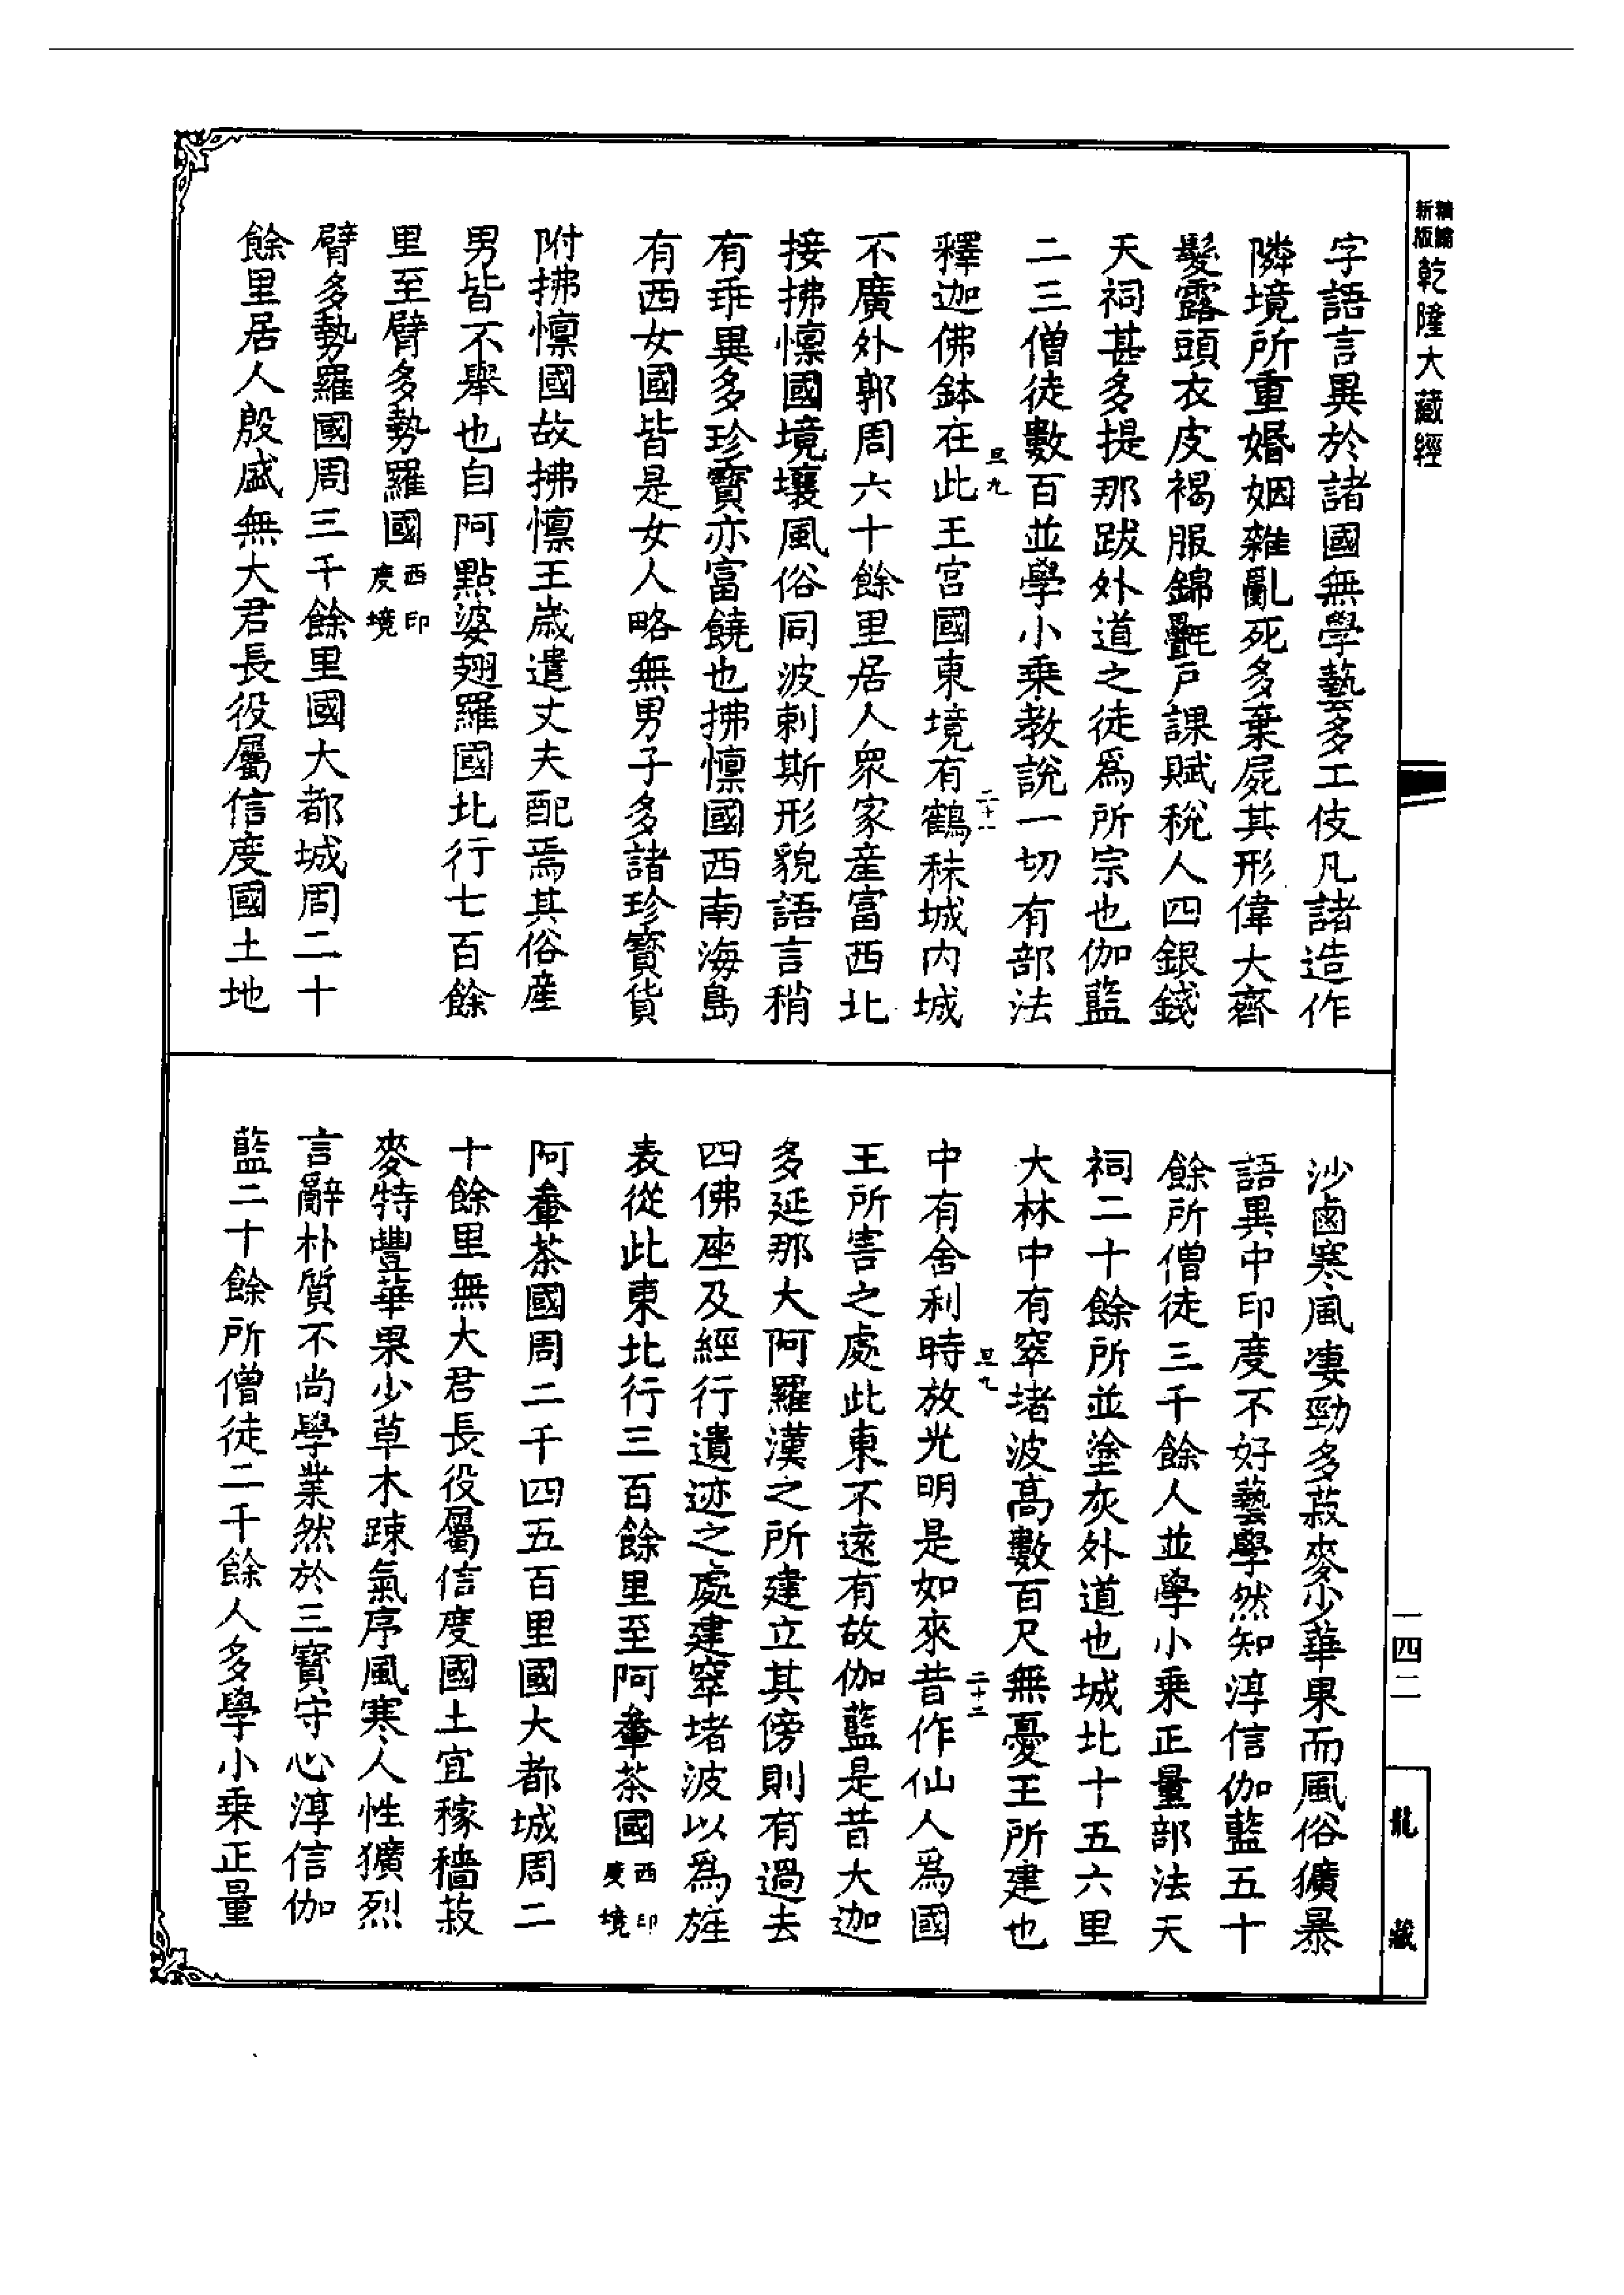 新精
版編
乾隆大藏經
字語言異於諸國無學藝多工伎凡諸造作
隣境所重婚姻雜亂死多棄屍其形偉大齊
髮露頭衣皮褐服錦氎戸課賦稅人四銀錢
天祠甚多提那跋外道之徒爲所宗也伽藍
二三僧徒數百並學小乗教說一切有部法
旦九
二十一
釋迦佛鉢在此王宮國東境有鶴秣城内城
不廣外郭周六十餘里居人衆家産富西北
接拂懍國境壤風俗同波剌斯形貌語言稍
有乖異多珍寶亦富饒也拂懍國西南海島
有西女國皆是女人略無男子多諸珍寶貨
附拂懍國故拂懍王歳遣丈夫配焉其俗産
男皆不舉也自阿點婆翅羅國北行七百餘
里至臂多勢羅國西印度境
臂多勢羅國周三千餘里國大都城周二十
餘里居人殷盛無大君長役屬信度國土地
沙鹵寒風凄勁多菽麥少華果而風俗獷暴
語異中印度不好藝學然知淳信伽藍五十
餘所僧徒三千餘人並學小乗正量部法天
祠二十餘所並塗灰外道也城北十五六里
大林中有窣堵波高數百尺無憂王所建也
旦九
二十二
中有舍利時放光明是如來昔作仙人爲國
王所害之處此東不遠有故伽藍是昔大迦
多延那大阿羅漢之所建立其傍則有過去
四佛座及經行遺迹之處建窣堵波以爲旌
表從此東北行三百餘里至阿軬茶國西印度境
阿軬茶國周二千四五百里國大都城周二
十餘里無大君長役屬信度國土宜稼穡菽
麥特豐華果少草木踈氣序風寒人性獷烈
言辭朴質不尚學業然於三寶守心淳信伽
藍二十餘所僧徒二千餘人多學小乗正量
一四二
龍藏